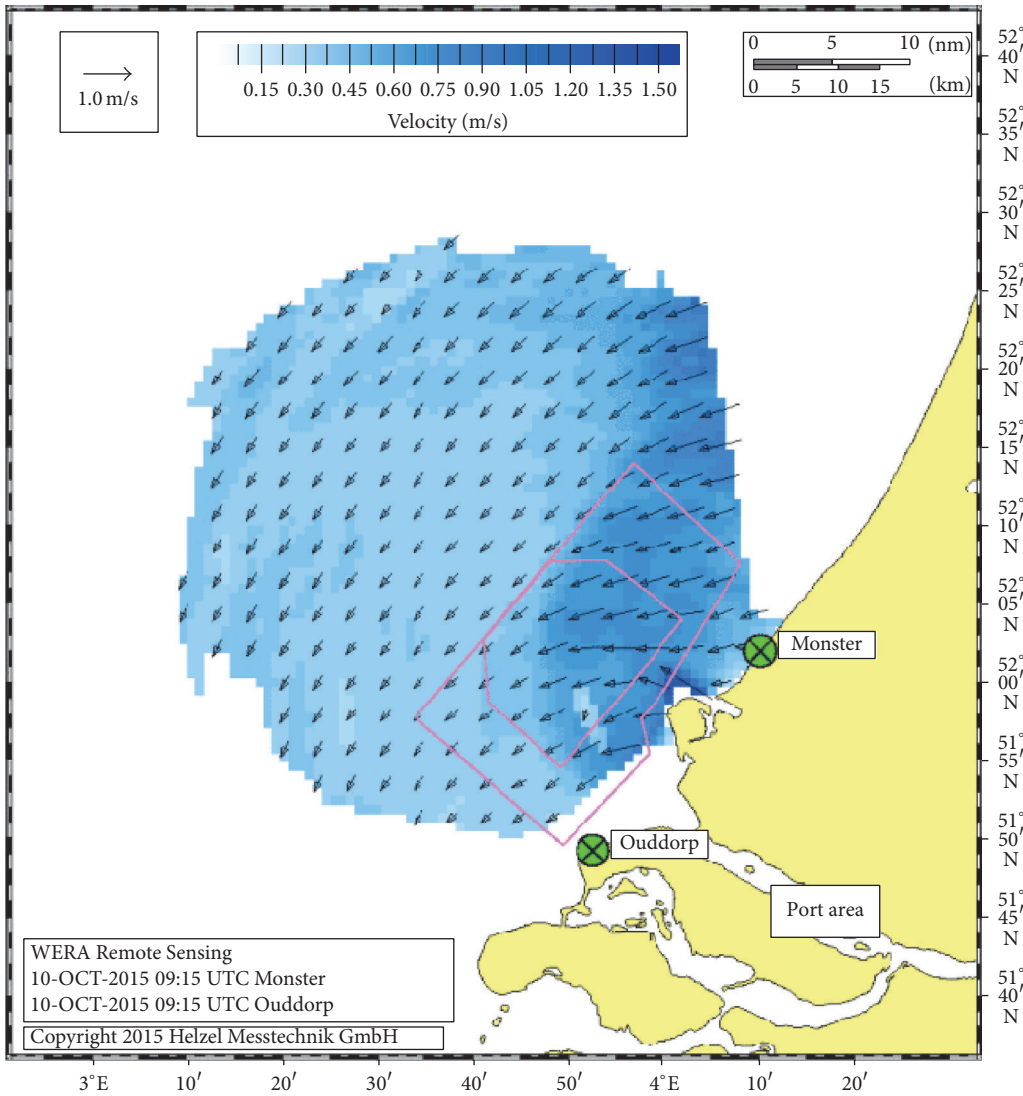 1.0 m/s
0.15 0.30 0.45 0.60 0.75 0.90 1.05 1.20 1.35 1.50
Velocity (m/s)
0 5 10 (nm)
0 5 10 15 (km)
52°
40′
N
52°
35′
N
52°
30′
N
52°
25′
N
52°
20′
N
52°
15′
N
52°
10′
N
52°
05′
N
52°
00′
N
51°
55′
N
51°
50′
N
51°
45′
N
51°
40′
N
Monster
Ouddorp
Port area
WERA Remote Sensing
10-OCT-2015 09:15 UTC Monster
10-OCT-2015 09:15 UTC Ouddorp
Copyright 2015 Helzel Messtechnik GmbH
3°E 10′ 20′ 30′ 40′ 50′ 4°E 10′ 20′